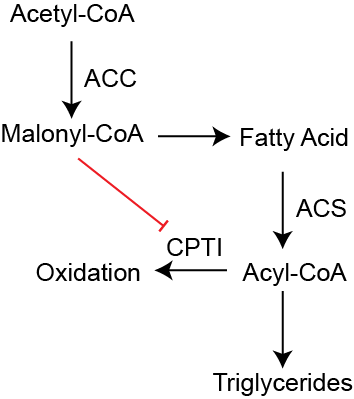 Acetyl-CoA
ACC
Malonyl-CoA
Fatty Acid
ACS
CPTI
Oxidation
Acyl-CoA
Triglycerides